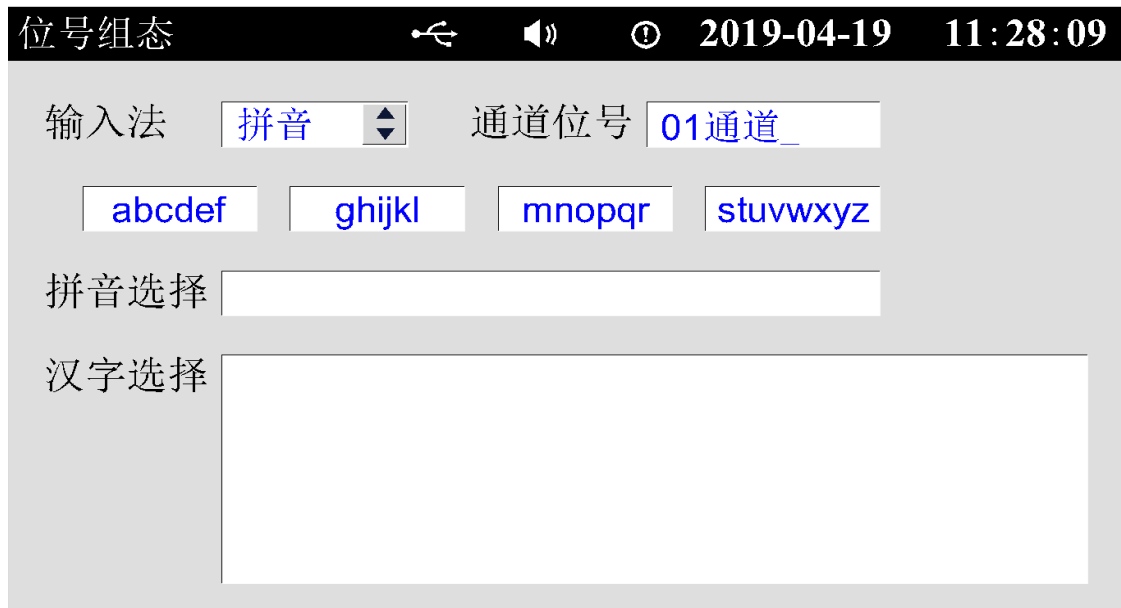 位号组态 2019-04-19 11:28:09
输入法 拼音 通道位号 01通道_
abcdef ghijkl mnopqr stuvwxyz
拼音选择
汉字选择